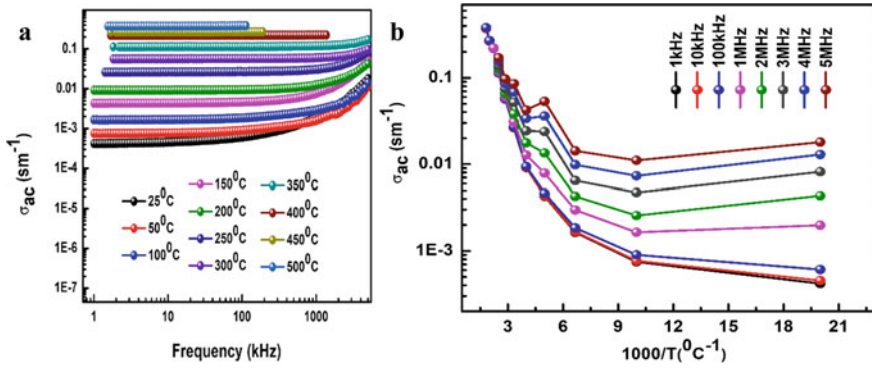 a
σac (sm-1)
0.1
0.01
1E-3
1E-4
1E-5
1E-6
1E-7
25⁰C
50⁰C
100⁰C
150⁰C
200⁰C
250⁰C
300⁰C
350⁰C
400⁰C
450⁰C
500⁰C
1 10 100 1000
Frequency (kHz)
b
σac (sm-1)
0.1
0.01
1E-3
1kHz
10kHz
100kHz
1MHz
2MHz
3MHz
4MHz
5MHz
3 6 9 12 15 18 21
1000/T(⁰C-1)